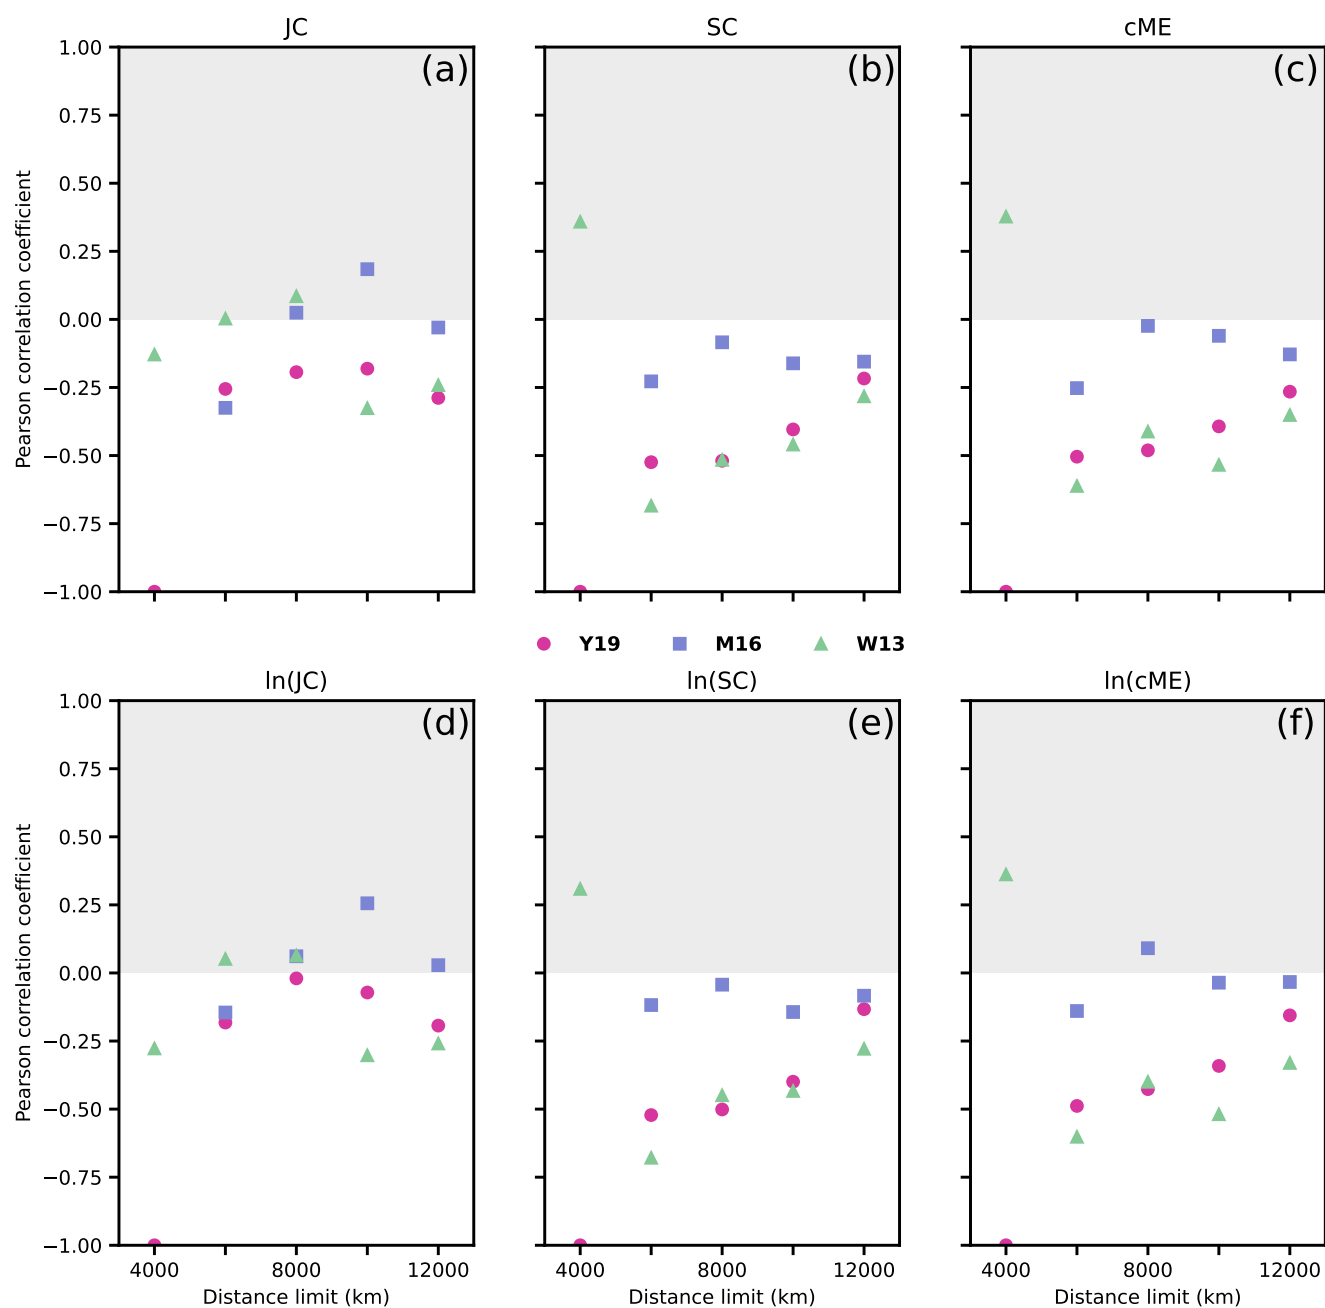 JC SC cME
(a) (b) (c)
Pearson correlation coefficient
1.00
0.75
0.50
0.25
0.00
−0.25
−0.50
−0.75
−1.00
Y19 M16 W13
ln(JC) ln(SC) ln(cME)
(d) (e) (f)
Pearson correlation coefficient
1.00
0.75
0.50
0.25
0.00
−0.25
−0.50
−0.75
−1.00
4000 8000 12000 4000 8000 12000 4000 8000 12000
Distance limit (km) Distance limit (km) Distance limit (km)